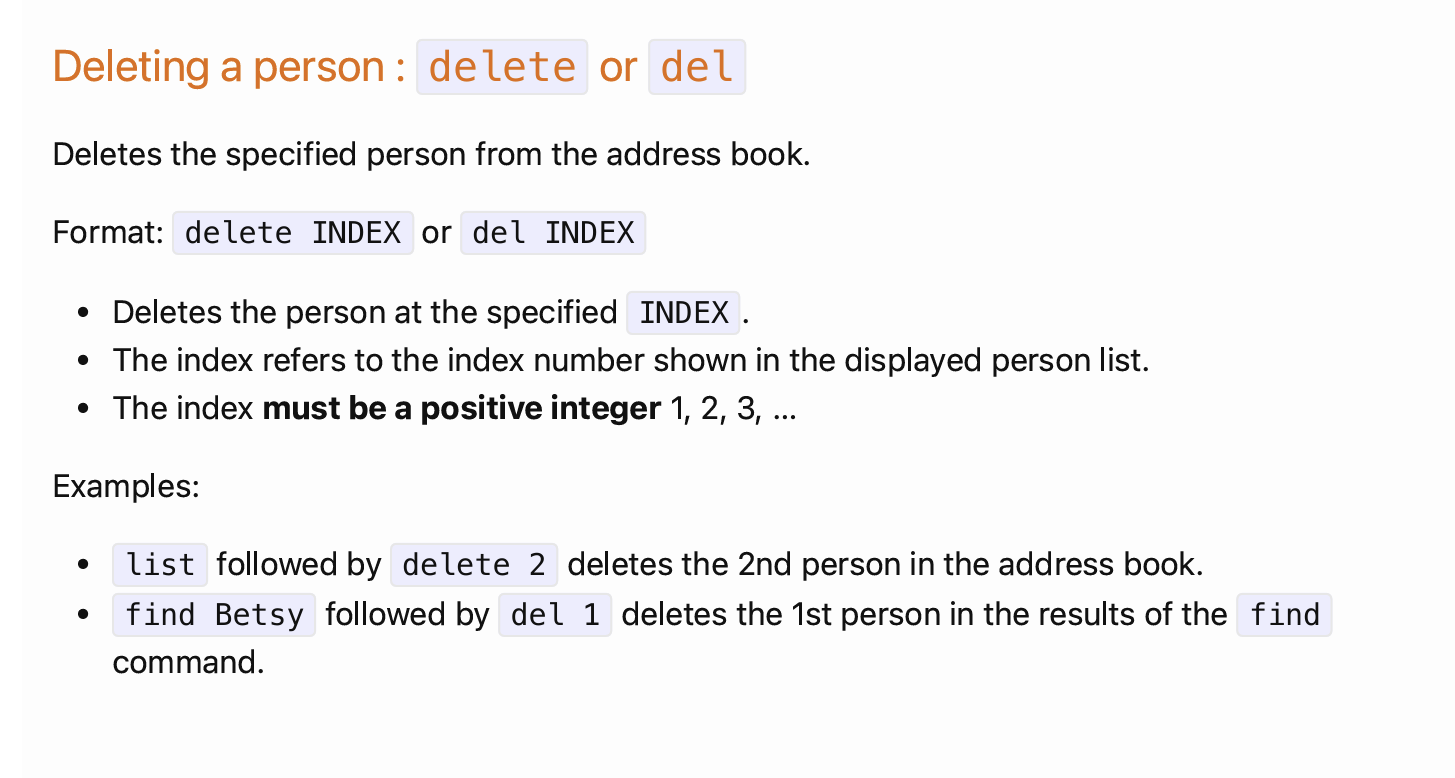 Deleting a person : delete or del
Deletes the specified person from the address book.
Format: delete INDEX or del INDEX
• Deletes the person at the specified INDEX.
• The index refers to the index number shown in the displayed person list.
• The index must be a positive integer 1, 2, 3, ...
Examples:
• list followed by delete 2 deletes the 2nd person in the address book.
• find Betsy followed by del 1 deletes the 1st person in the results of the find
command.